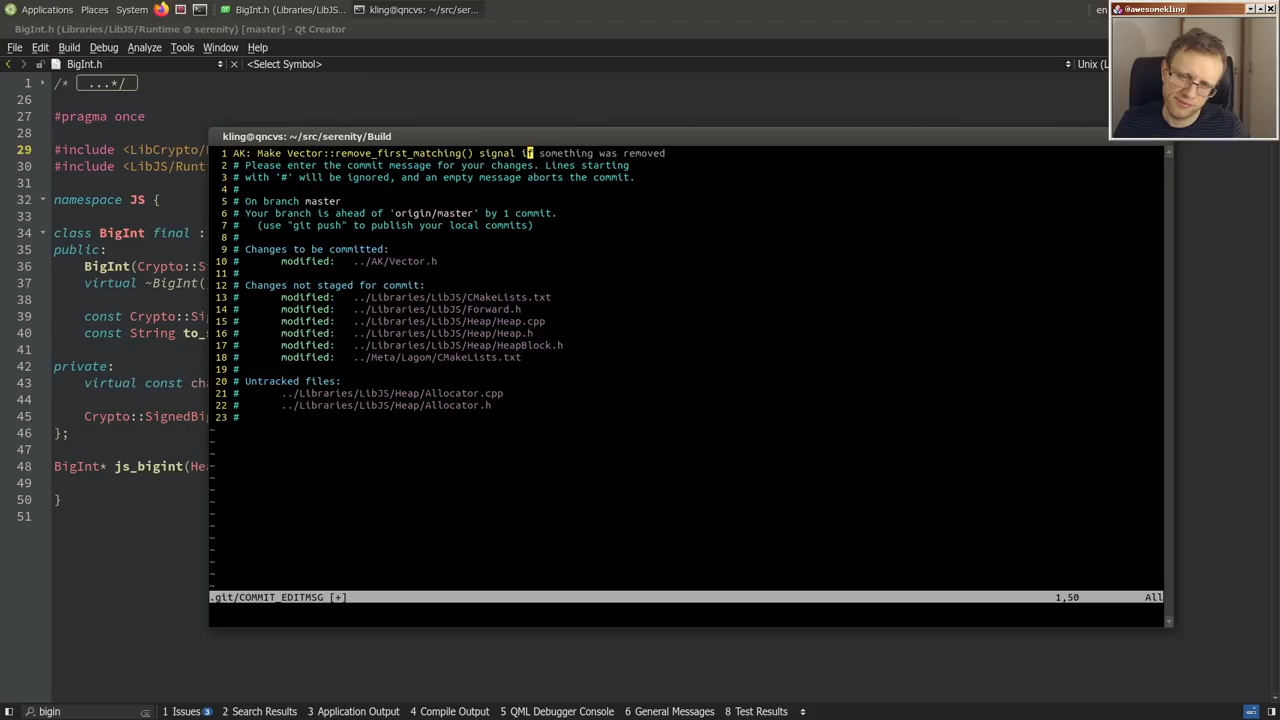 Applications Places System BigInt.h (Libraries/LibJS... kling@qncvs: ~/src/ser... en
@awesomekling
BigInt.h (Libraries/LibJS/Runtime @ serenity) [master] - Qt Creator
File Edit Build Debug Analyze Tools Window Help
BigInt.h <Select Symbol> Unix (L
1 /* ...*/
26
27 #pragma once
28
29 #include <LibCrypto/
30 #include <LibJS/Run
32 namespace JS {
33
34 class BigInt final :
35 public:
36 BigInt(Crypto::S
37 virtual ~BigInt(
38
39 const Crypto::Si
40 const String to_s
41
42 private:
43 virtual const cha
44
45 Crypto::SignedBi
46 };
47
48 BigInt* js_bigint(He
49
50 }
51
kling@qncvs: ~/src/serenity/Build
1 AK: Make Vector::remove_first_matching() signal if something was removed
2 # Please enter the commit message for your changes. Lines starting
3 # with '#' will be ignored, and an empty message aborts the commit.
4 #
5 # On branch master
6 # Your branch is ahead of 'origin/master' by 1 commit.
7 # (use "git push" to publish your local commits)
8 #
9 # Changes to be committed:
10 # modified: ../AK/Vector.h
11 #
12 # Changes not staged for commit:
13 # modified: ../Libraries/LibJS/CMakeLists.txt
14 # modified: ../Libraries/LibJS/Forward.h
15 # modified: ../Libraries/LibJS/Heap/Heap.cpp
16 # modified: ../Libraries/LibJS/Heap/Heap.h
17 # modified: ../Libraries/LibJS/Heap/HeapBlock.h
18 # modified: ../Meta/Lagom/CMakeLists.txt
19 #
20 # Untracked files:
21 # ../Libraries/LibJS/Heap/Allocator.cpp
22 # ../Libraries/LibJS/Heap/Allocator.h
23 #
~
~
~
~
~
~
~
~
~
~
~
~
~
~
.git/COMMIT_EDITMSG [+] 1,50 All
bigin 1 Issues 3 2 Search Results 3 Application Output 4 Compile Output 5 QML Debugger Console 6 General Messages 8 Test Results